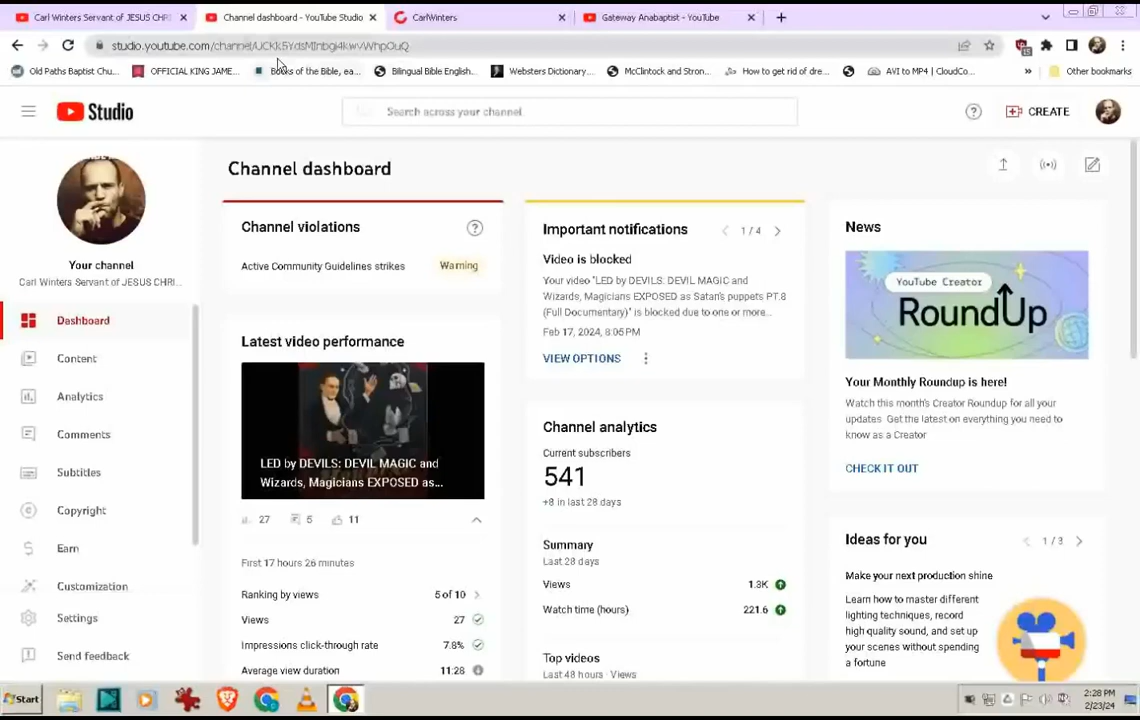 Carl Winters Servant of JESUS CHRI
Channel dashboard - YouTube Studio
CarlWinters
Gateway Anabaptist - YouTube
studio.youtube.com/channel/
Old Paths Baptist Chu...
OFFICIAL KING JAME...
Books of the Bible, ea...
Bilingual Bible English...
Websters Dictionary...
McClintock and Stron...
How to get rid of dre...
AVI to MP4 | CloudCo...
»
Other bookmarks
Studio
Search across your channel
CREATE
Channel dashboard
Your channel
Carl Winters Servant of JESUS CHRI...
Dashboard
Content
Analytics
Comments
Subtitles
Copyright
Earn
Customization
Settings
Send feedback
Channel violations
Active Community Guidelines strikes
Warning
Latest video performance
LED by DEVILS: DEVIL MAGIC and
Wizards, Magicians EXPOSED as...
27 5 11
First 17 hours 26 minutes
Ranking by views
5 of 10
Views
27
Impressions click-through rate
7.8%
Average view duration
11:28
Important notifications
1 / 4
Video is blocked
Your video "LED by DEVILS: DEVIL MAGIC and
Wizards, Magicians EXPOSED as Satan's puppets PT.8
(Full Documentary)" is blocked due to one or more...
Feb 17, 2024, 8:05 PM
VIEW OPTIONS
Channel analytics
Current subscribers
541
+8 in last 28 days
Summary
Last 28 days
Views
1.3K
Watch time (hours)
221.6
Top videos
Last 48 hours · Views
News
YouTube Creator
RoundUp
Your Monthly Roundup is here!
Watch this month's Creator Roundup for all your
updates. Get the latest on everything you need to
know as a Creator
CHECK IT OUT
Ideas for you
1 / 3
Make your next production shine
Learn how to master different
lighting techniques, record
high quality sound, and set up
your scenes without spending
a fortune
Start
2:28 PM
2/23/24